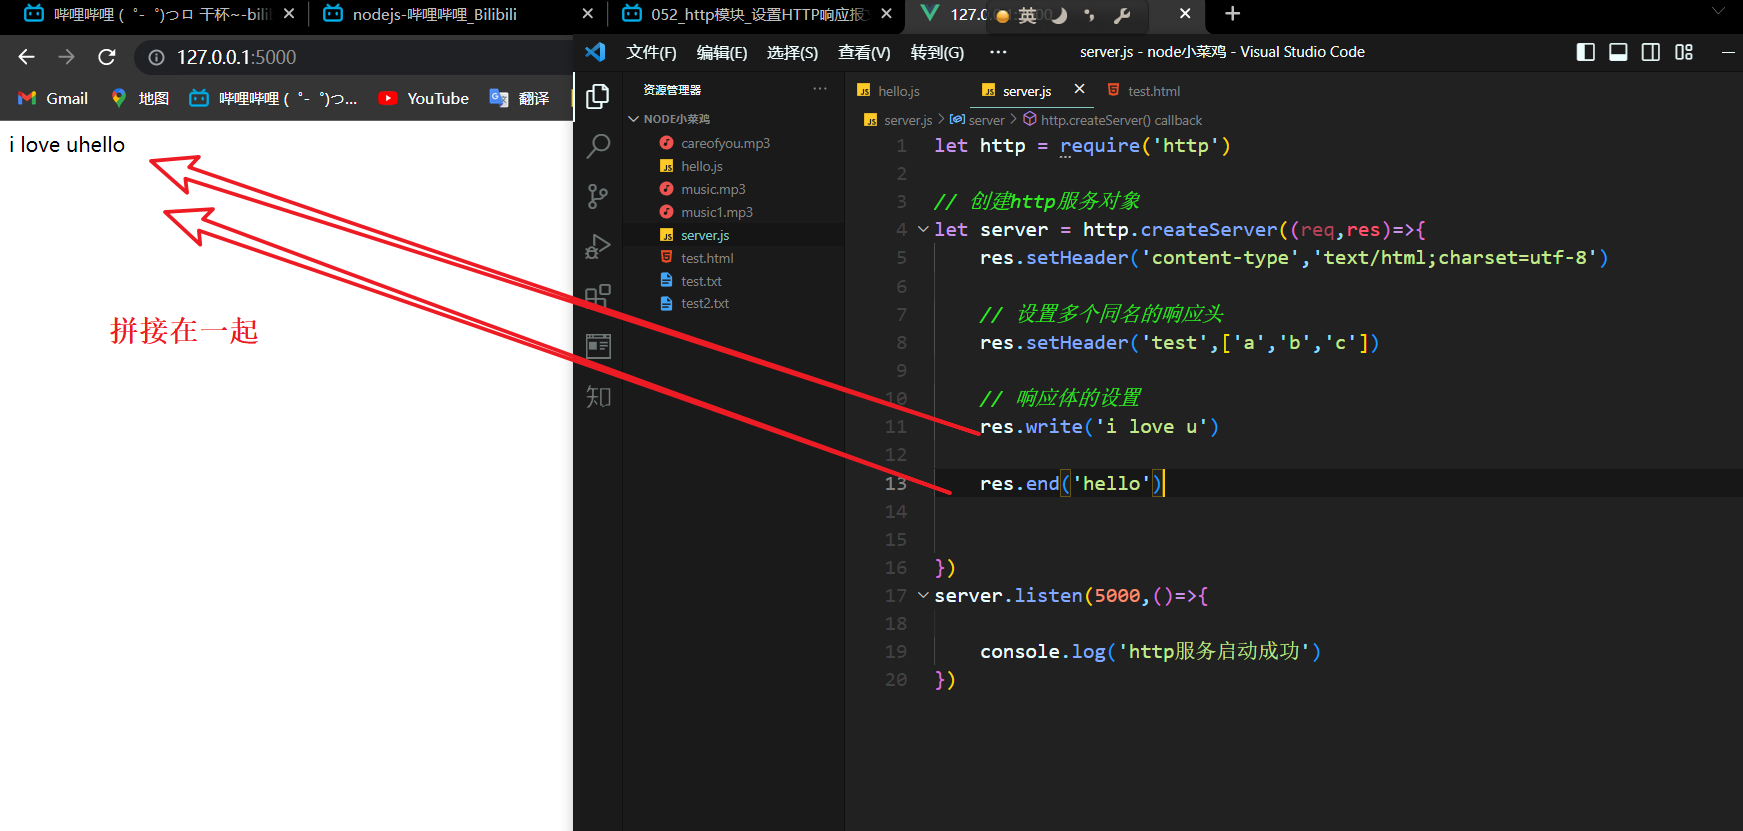 哔哩哔哩 (゜-゜)つロ 干杯~-bili
nodejs-哔哩哔哩_Bilibili
052_http模块_设置HTTP响应报
127.0.
英
127.0.0.1:5000
Gmail
地图
哔哩哔哩 (゜-゜)つ...
YouTube
翻译
i love uhello
拼接在一起
文件(F)
编辑(E)
选择(S)
查看(V)
转到(G)
···
server.js - node小菜鸡 - Visual Studio Code
资源管理器
···
NODE小菜鸡
careofyou.mp3
hello.js
music.mp3
music1.mp3
server.js
test.html
test.txt
test2.txt
知
hello.js
server.js
test.html
server.js > server > http.createServer() callback
1 let http = require('http')
2
3 // 创建http服务对象
4 let server = http.createServer((req,res)=>{
5 res.setHeader('content-type','text/html;charset=utf-8')
6
7 // 设置多个同名的响应头
8 res.setHeader('test',['a','b','c'])
9
10 // 响应体的设置
11 res.write('i love u')
12
13 res.end('hello')
14
15
16 })
17 server.listen(5000,()=>{
18
19 console.log('http服务启动成功')
20 })